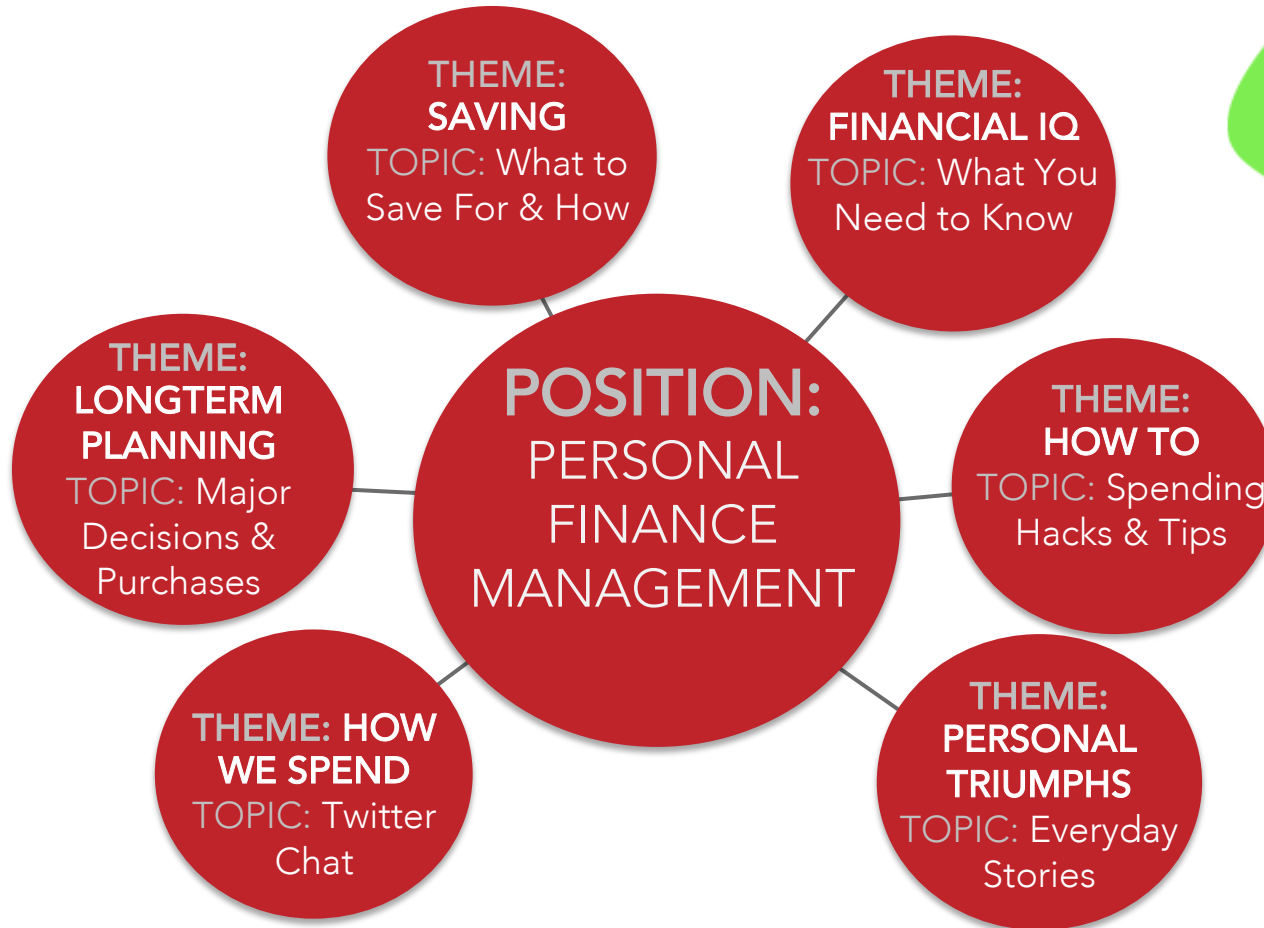 THEME:
SAVING
TOPIC: What to
Save For & How
THEME:
FINANCIAL IQ
TOPIC: What You
Need to Know
THEME:
LONGTERM
PLANNING
TOPIC: Major
Decisions &
Purchases
POSITION:
PERSONAL
FINANCE
MANAGEMENT
THEME:
HOW TO
TOPIC: Spending
Hacks & Tips
THEME: HOW
WE SPEND
TOPIC: Twitter
Chat
THEME:
PERSONAL
TRIUMPHS
TOPIC: Everyday
Stories